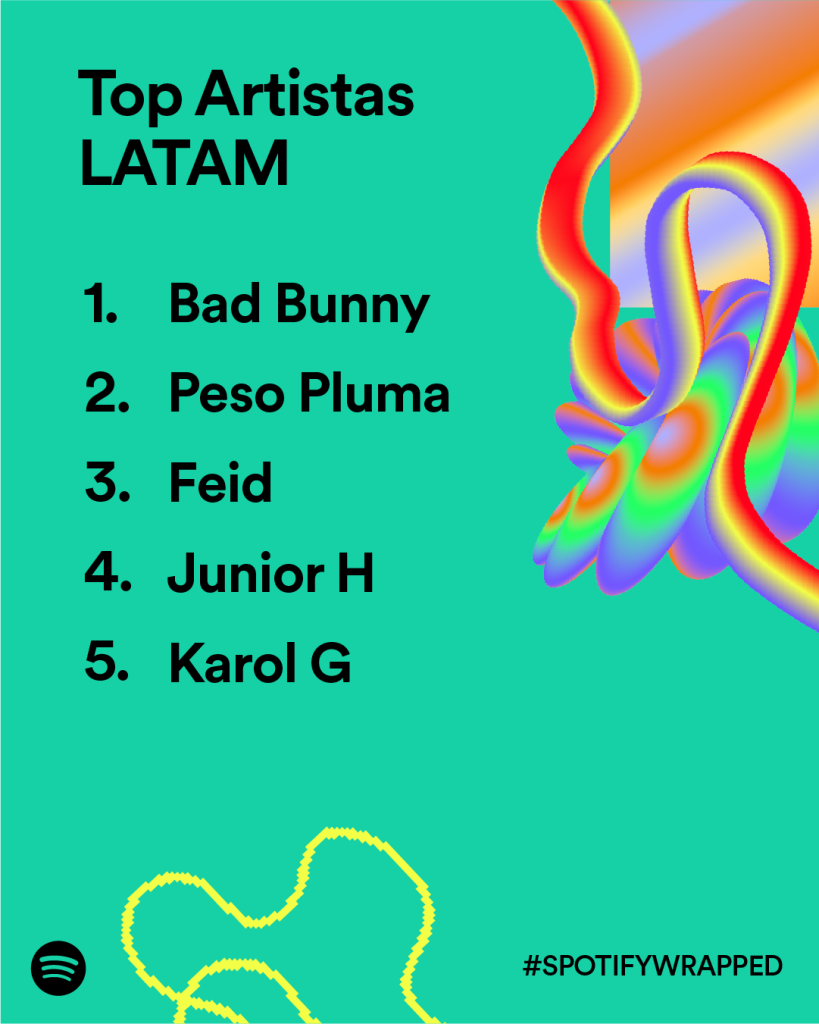 Top Artistas
LATAM
1. Bad Bunny
2. Peso Pluma
3. Feid
4. Junior H
5. Karol G
#SPOTIFYWRAPPED